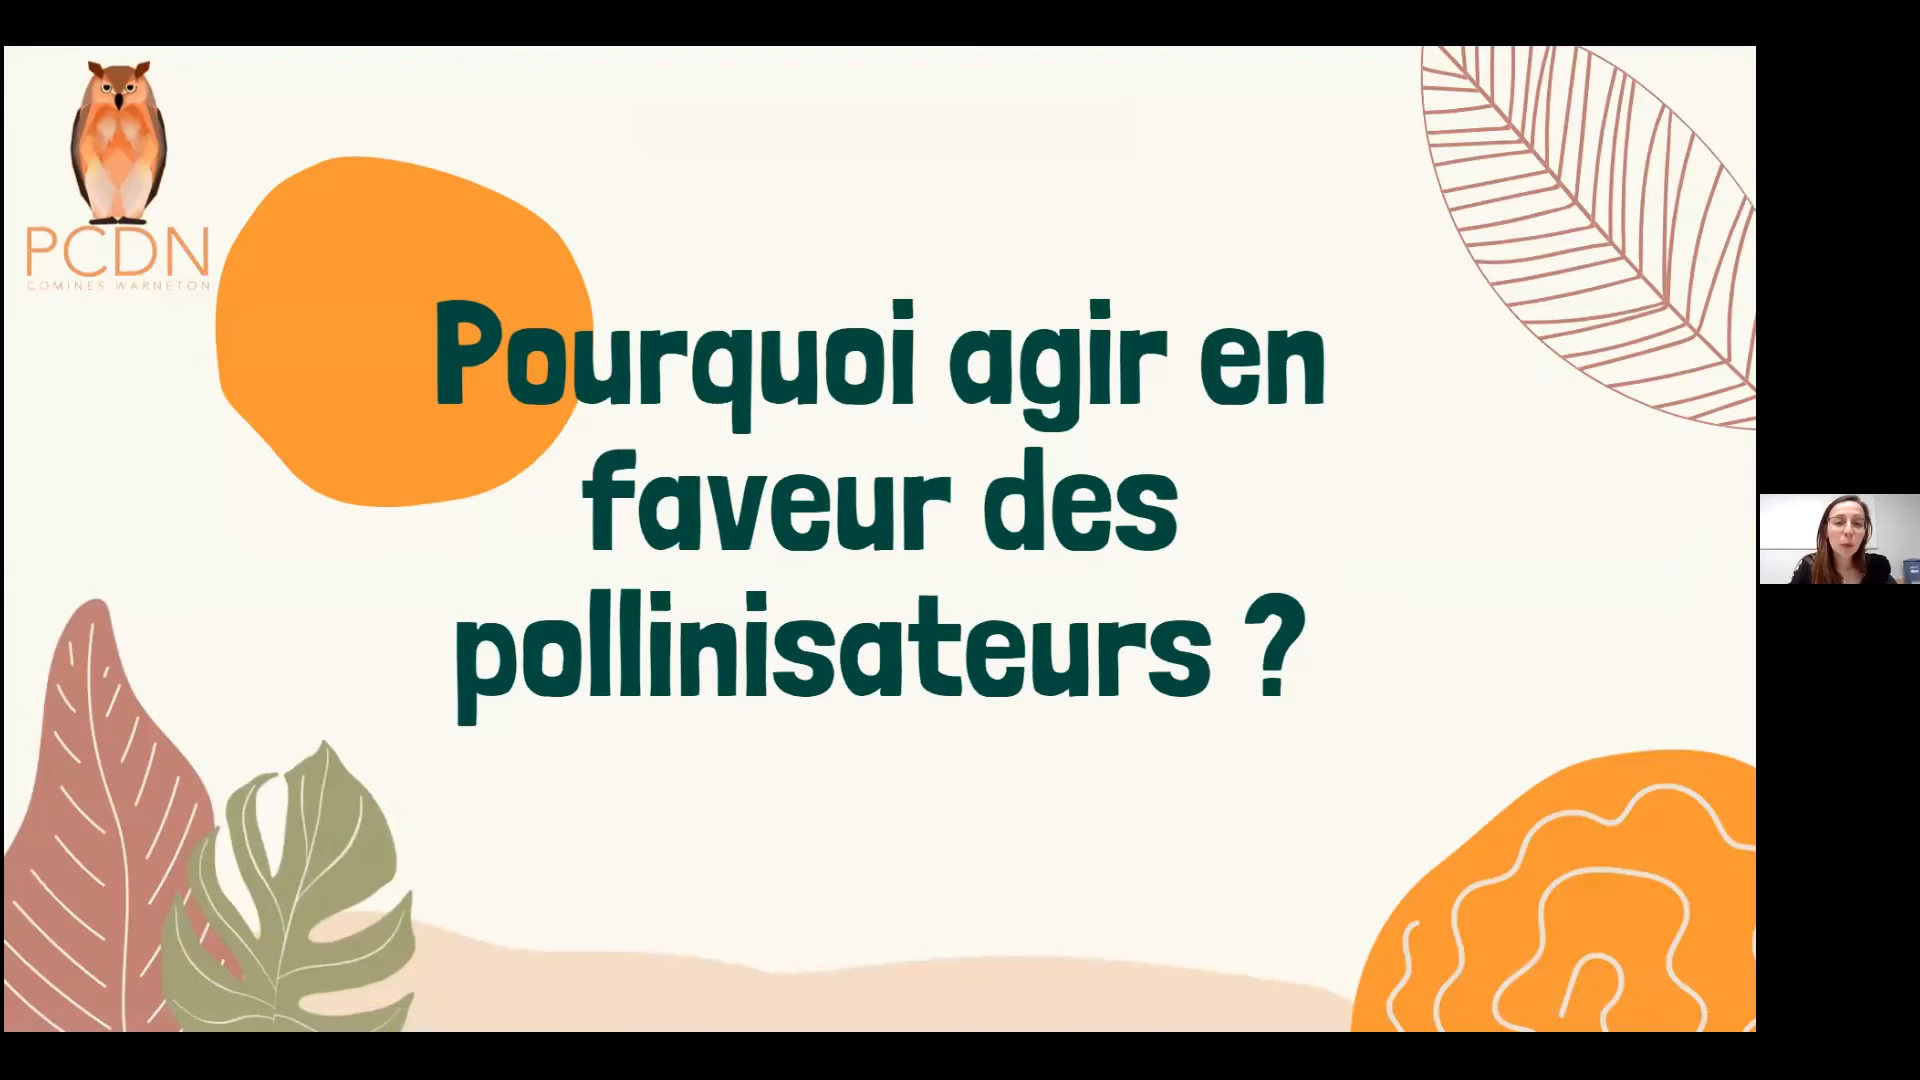 PCDN
COMINES WARNETON
Pourquoi agir en
faveur des
pollinisateurs ?